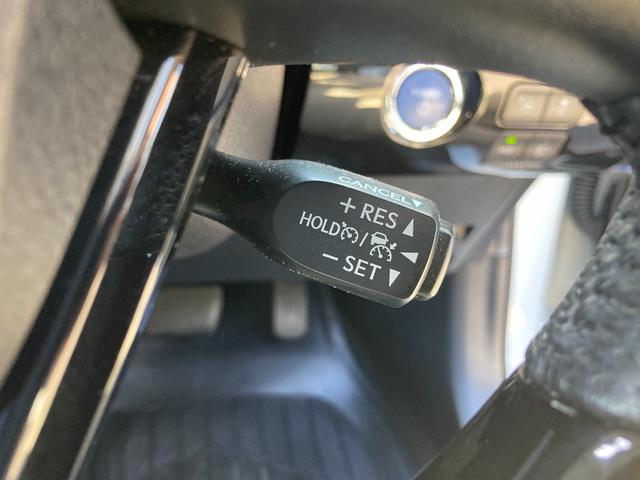 CANCEL▼
+ RES ▲
HOLD /
− SET ▼